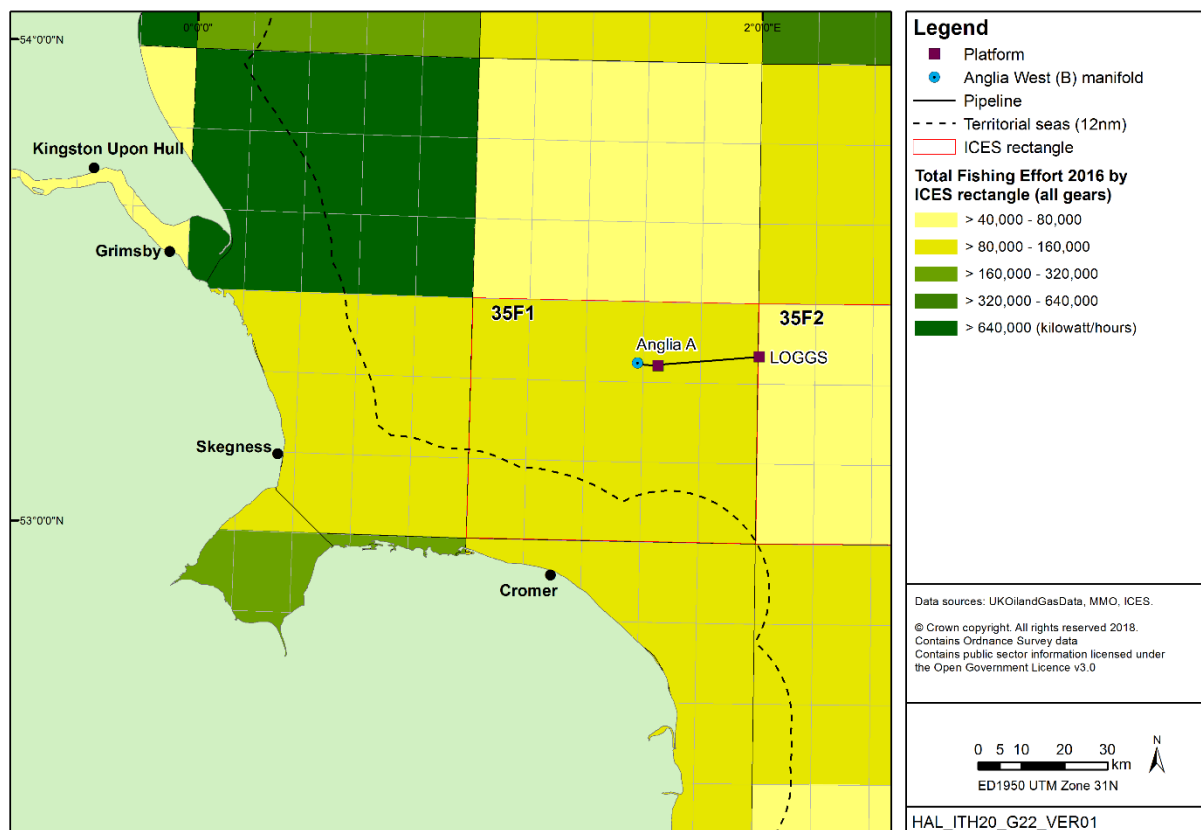 0°0'0"
2°0'0"E
54°0'0"N
Kingston Upon Hull
Grimsby
35F1
35F2
Anglia A
LOGGS
Skegness
53°0'0"N
Cromer
Legend
Platform
Anglia West (B) manifold
Pipeline
Territorial seas (12nm)
ICES rectangle
Total Fishing Effort 2016 by
ICES rectangle (all gears)
> 40,000 - 80,000
> 80,000 - 160,000
> 160,000 - 320,000
> 320,000 - 640,000
> 640,000 (kilowatt/hours)
Data sources: UKOilandGasData, MMO, ICES.
© Crown copyright. All rights reserved 2018.
Contains Ordnance Survey data
Contains public sector information licensed under
the Open Government Licence v3.0
N
0 5 10 20 30
km
ED1950 UTM Zone 31N
HAL_ITH20_G22_VER01